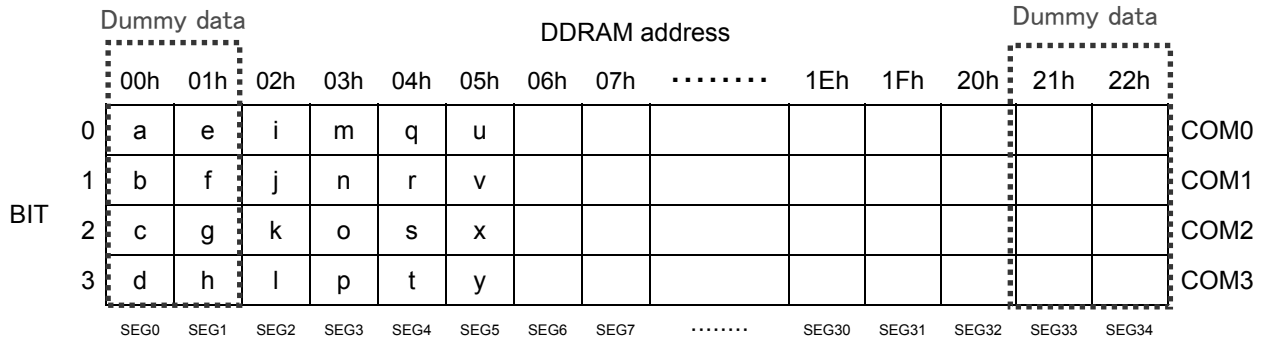 Dummy data
Dummy data
DDRAM address
00h 01h 02h 03h 04h 05h 06h 07h ········ 1Eh 1Fh 20h 21h 22h
0 a e i m q u COM0
1 b f j n r v COM1
BIT
2 c g k o s x COM2
3 d h l p t y COM3
SEG0 SEG1 SEG2 SEG3 SEG4 SEG5 SEG6 SEG7 ········ SEG30 SEG31 SEG32 SEG33 SEG34